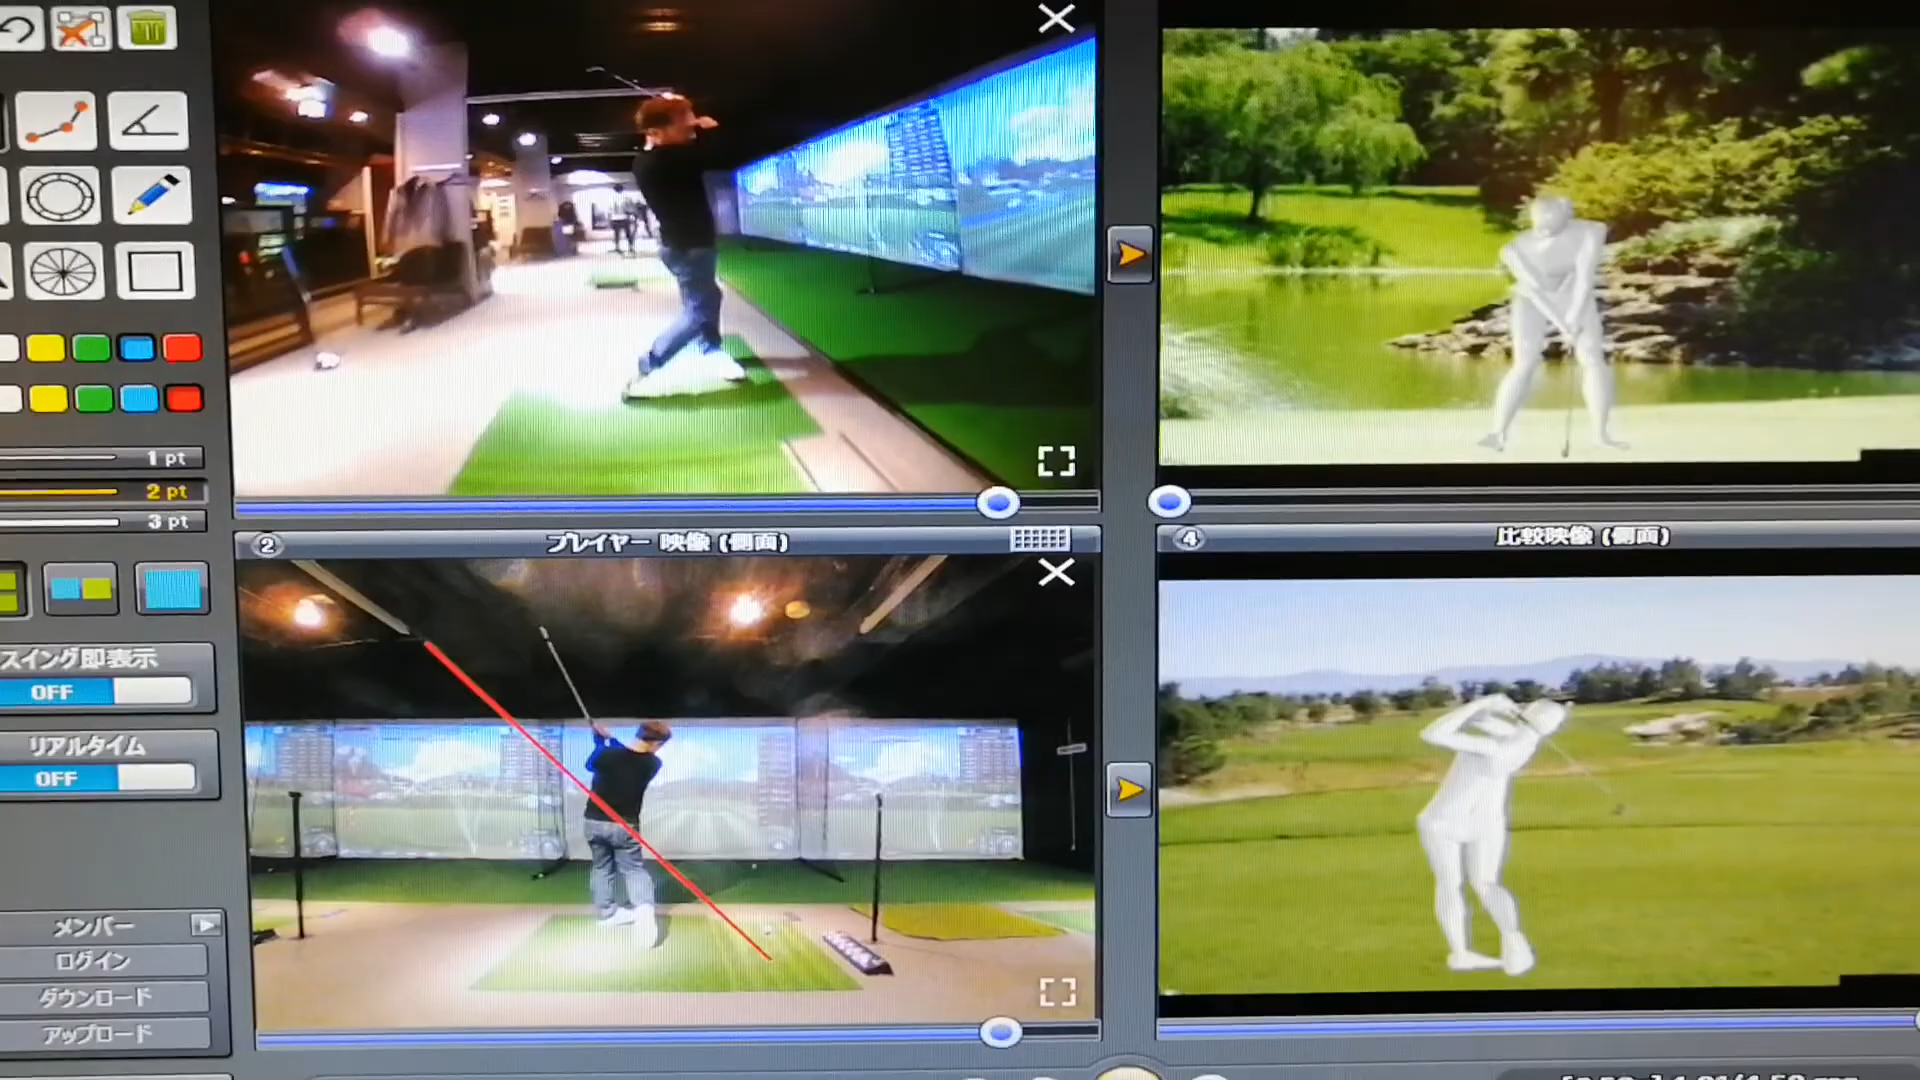 1 pt
2 pt
3 pt
② プレイヤー 映像 (側面)
④ 比較映像 (側面)
スイング即表示
OFF
リアルタイム
OFF
メンバー
ログイン
ダウンロード
アップロード